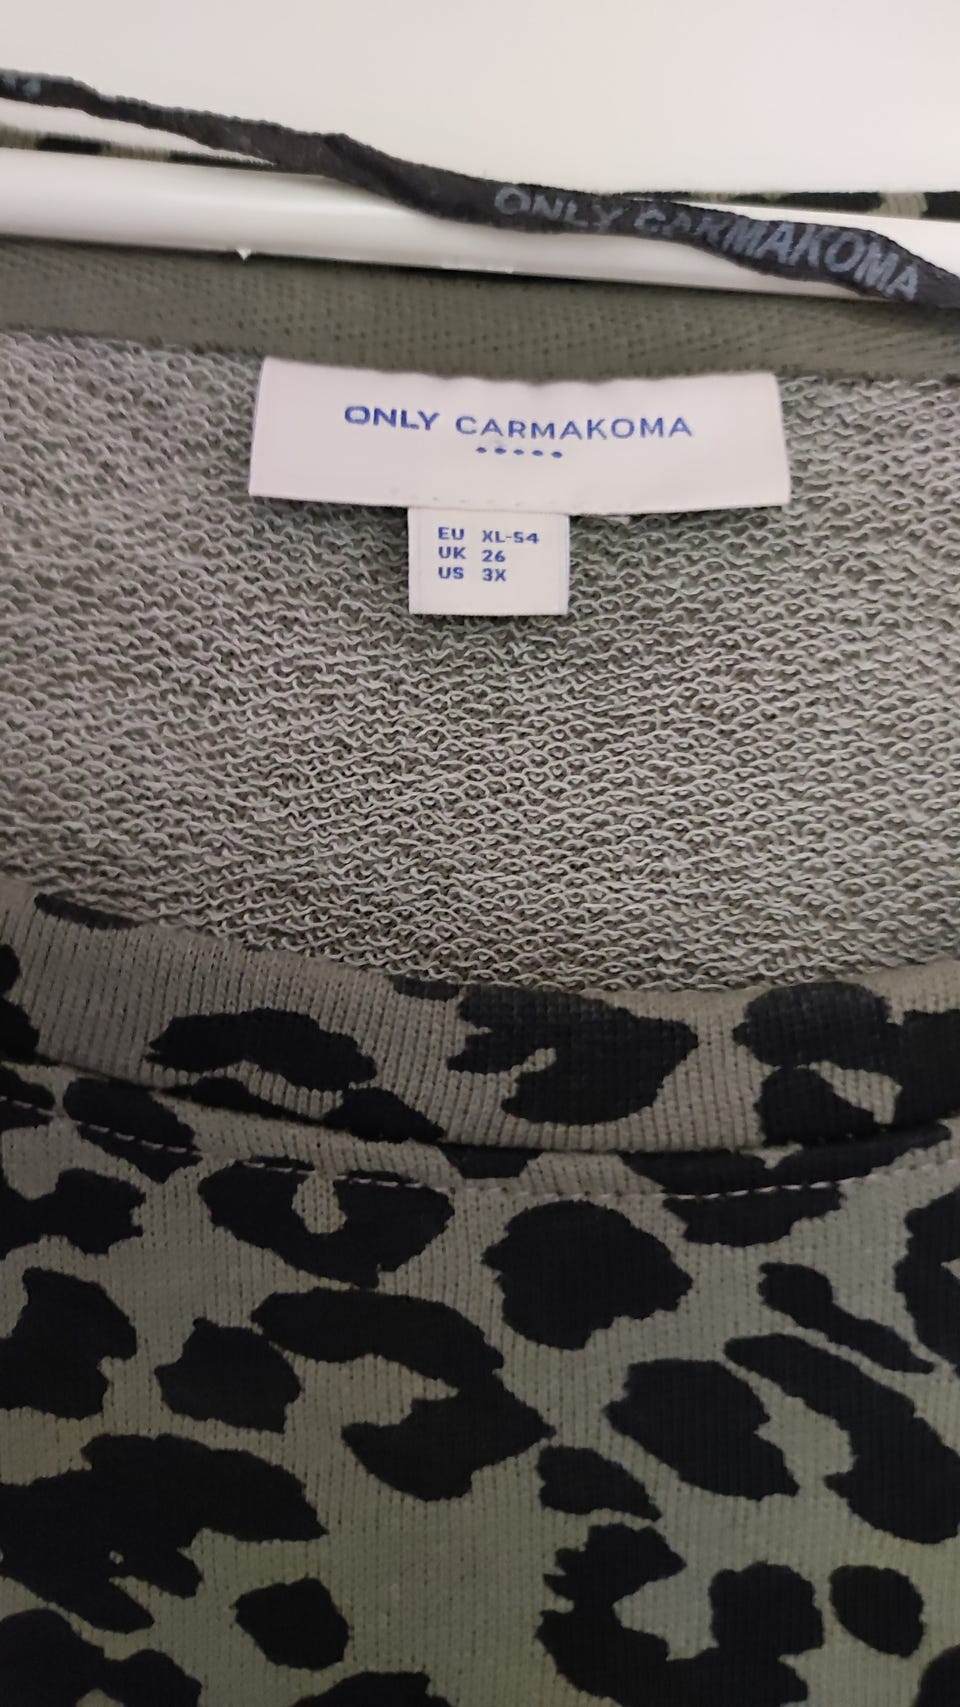 ONLY CARMAKOMA
ONLY CARMAKOMA
EU XL-54
UK 26
US 3X